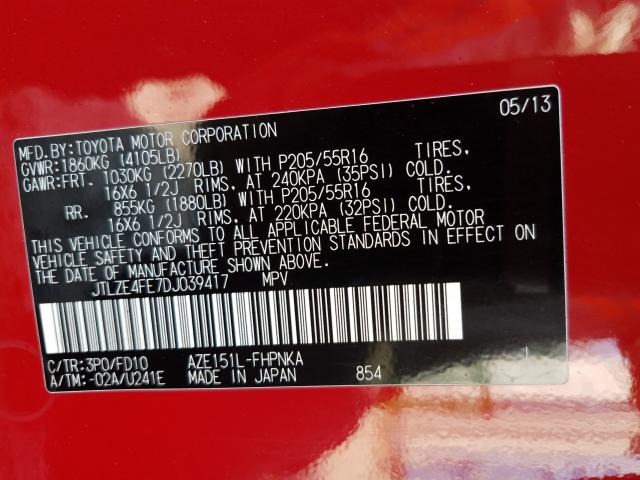 05/13
MFD.BY:TOYOTA MOTOR CORPORATION
GVWR:1860KG (4105LB)
GAWR:FRT. 1030KG (2270LB) WITH P205/55R16 TIRES,
16X6 1/2J RIMS, AT 240KPA (35PSI) COLD.
RR. 855KG (1880LB) WITH P205/55R16 TIRES,
16X6 1/2J RIMS, AT 220KPA (32PSI) COLD.
THIS VEHICLE CONFORMS TO ALL APPLICABLE FEDERAL MOTOR
VEHICLE SAFETY AND THEFT PREVENTION STANDARDS IN EFFECT ON
THE DATE OF MANUFACTURE SHOWN ABOVE.
JTLZE4FE7DJ039417 MPV
C/TR:3P0/FD10 AZE151L-FHPNKA
A/TM:-02A/U241E MADE IN JAPAN 854